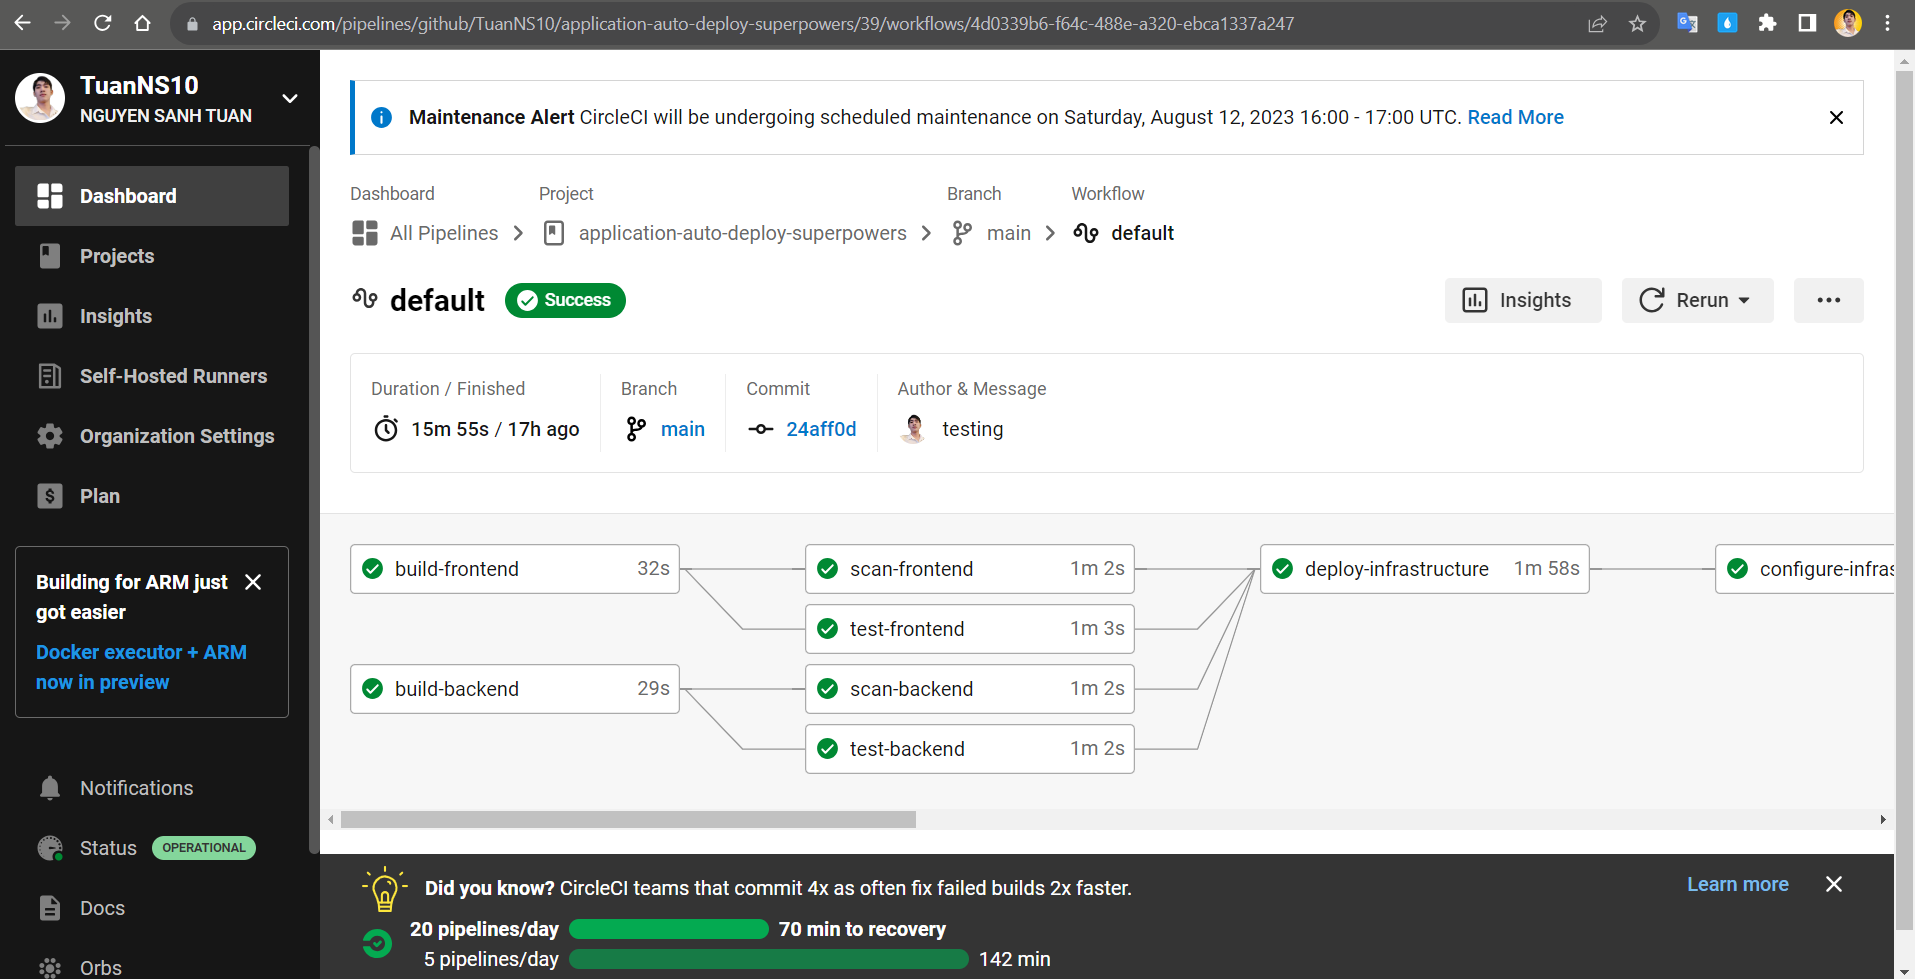 app.circleci.com/pipelines/github/TuanNS10/application-auto-deploy-superpowers/39/workflows/4d0339b6-f64c-488e-a320-ebca1337a247
TuanNS10
NGUYEN SANH TUAN
Dashboard
Projects
Insights
Self-Hosted Runners
Organization Settings
Plan
Building for ARM just
got easier
Docker executor + ARM
now in preview
Notifications
Status OPERATIONAL
Docs
Orbs
Maintenance Alert CircleCI will be undergoing scheduled maintenance on Saturday, August 12, 2023 16:00 - 17:00 UTC. Read More
Dashboard Project Branch Workflow
All Pipelines application-auto-deploy-superpowers main default
default Success
Insights Rerun
Duration / Finished Branch Commit Author & Message
15m 55s / 17h ago main 24aff0d testing
build-frontend 32s scan-frontend 1m 2s deploy-infrastructure 1m 58s configure-infras
test-frontend 1m 3s
build-backend 29s scan-backend 1m 2s
test-backend 1m 2s
Did you know? CircleCI teams that commit 4x as often fix failed builds 2x faster. Learn more
20 pipelines/day 70 min to recovery
5 pipelines/day 142 min